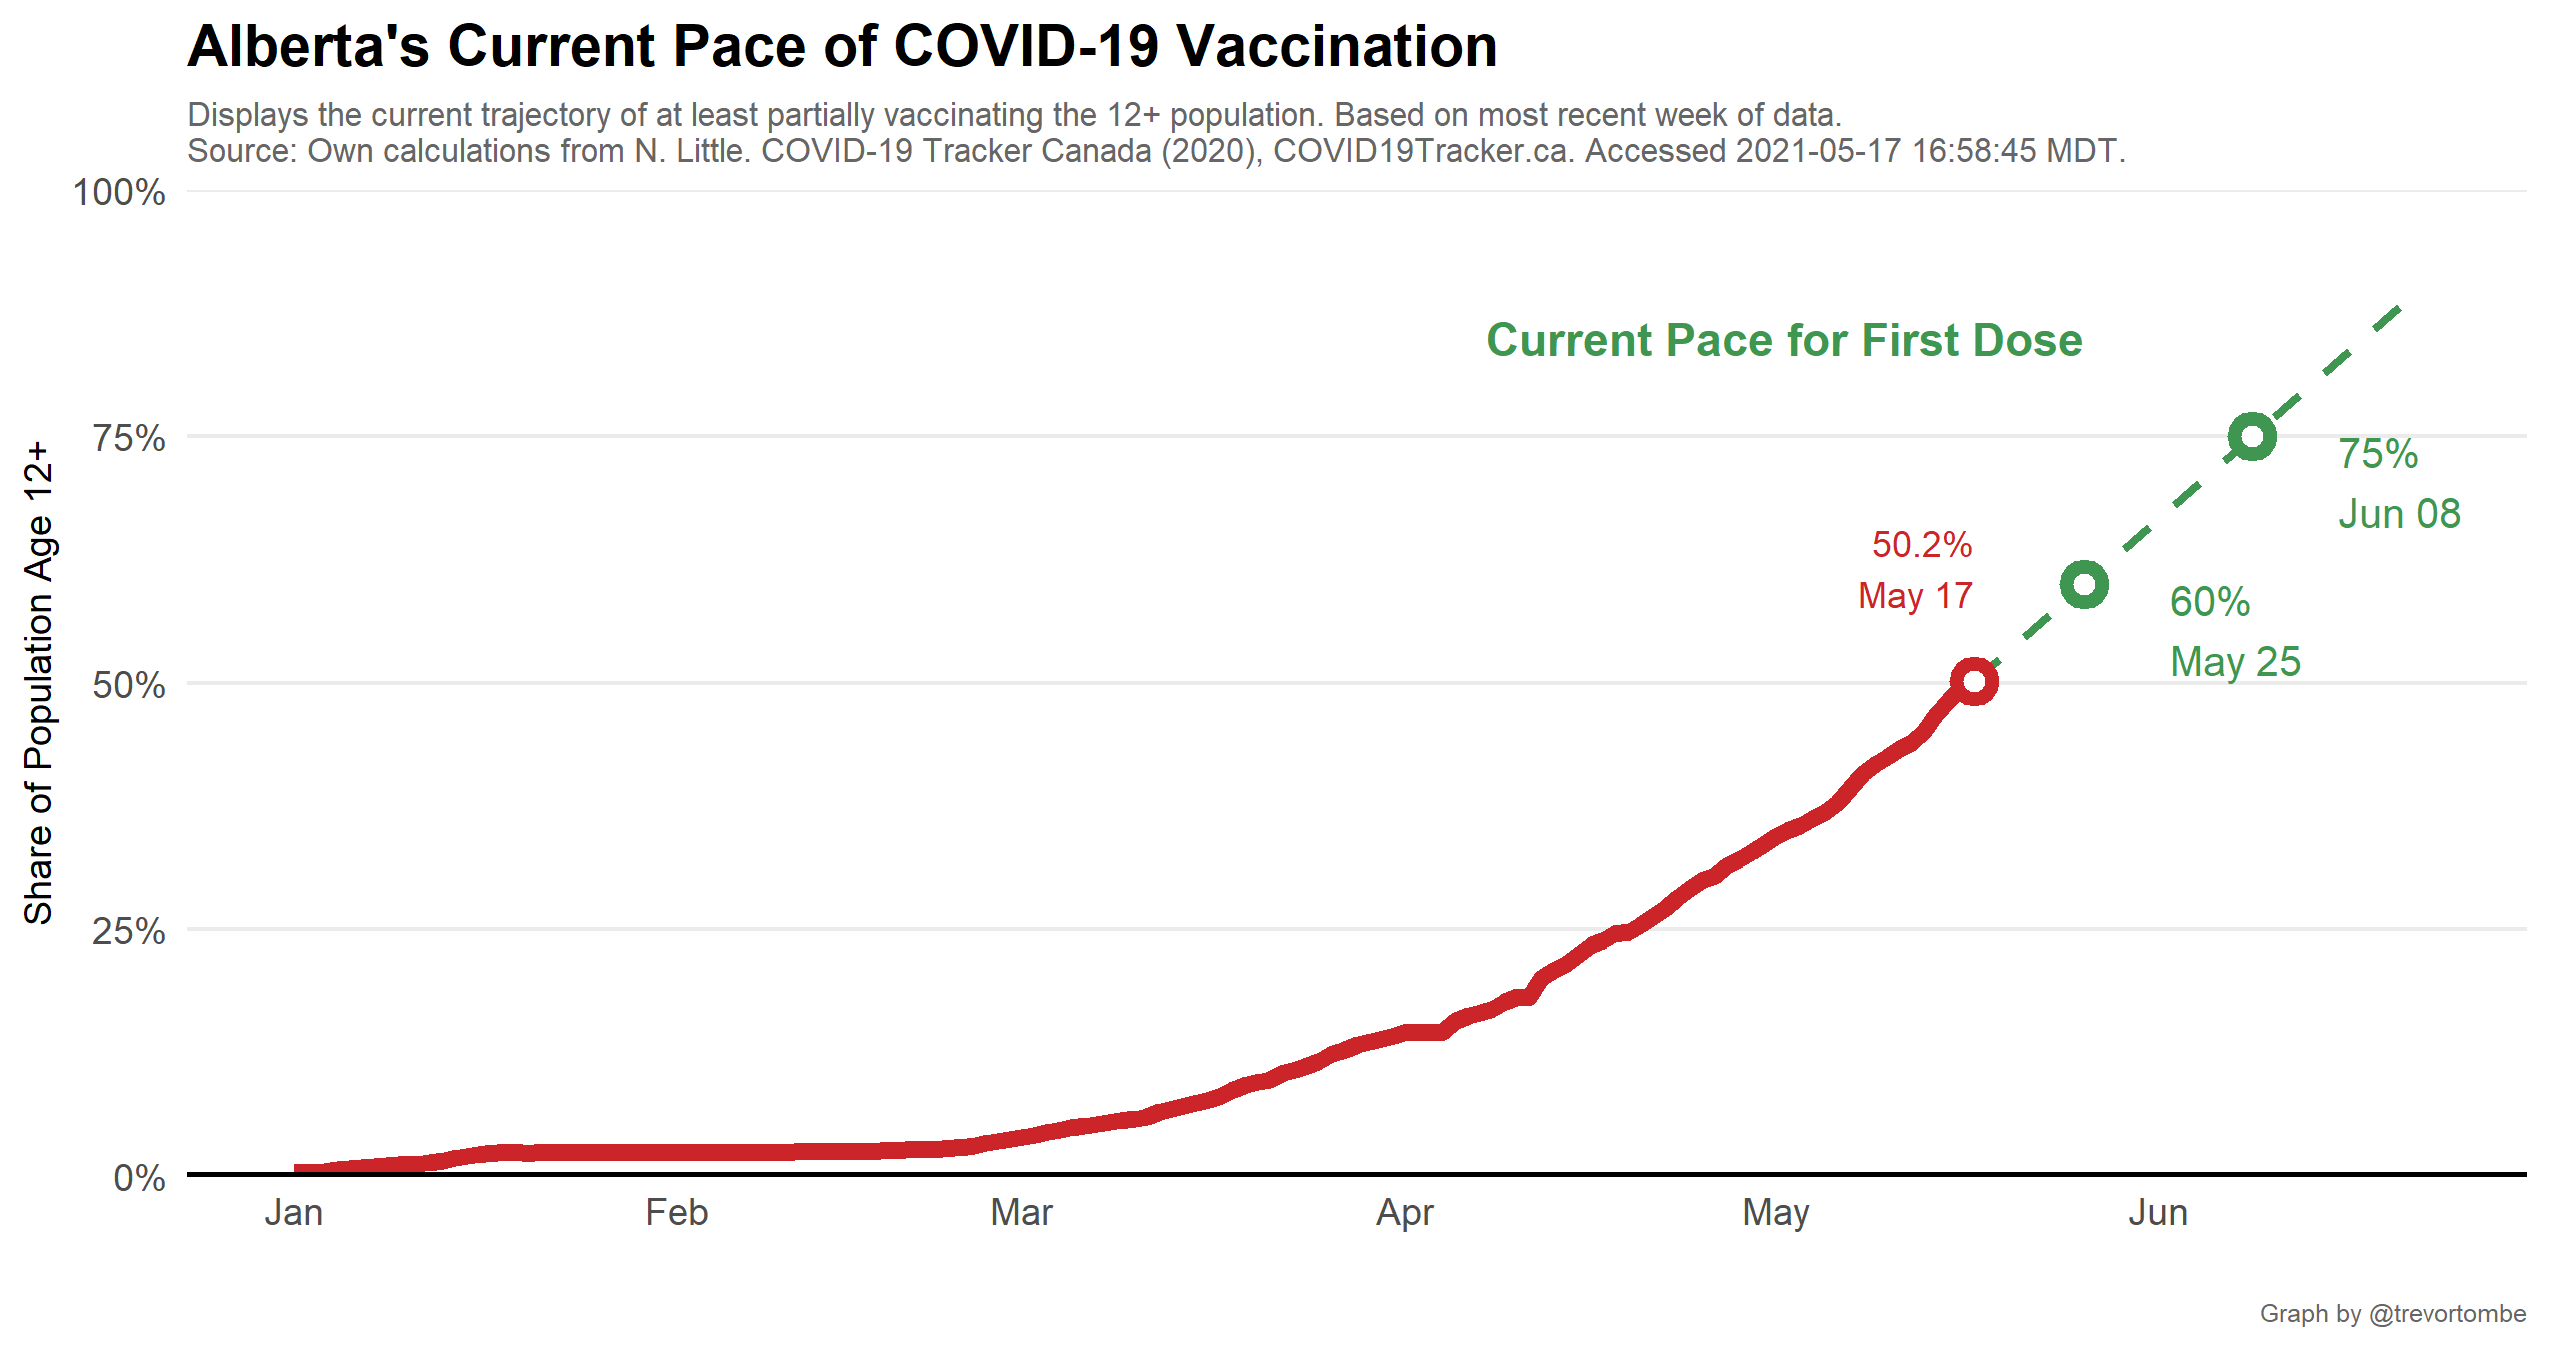 Alberta's Current Pace of COVID-19 Vaccination
Displays the current trajectory of at least partially vaccinating the 12+ population. Based on most recent week of data.
Source: Own calculations from N. Little. COVID-19 Tracker Canada (2020), COVID19Tracker.ca. Accessed 2021-05-17 16:58:45 MDT.
100%
75%
50%
25%
0%
Share of Population Age 12+
Current Pace for First Dose
75%
Jun 08
50.2%
May 17
60%
May 25
Jan
Feb
Mar
Apr
May
Jun
Graph by @trevortombe